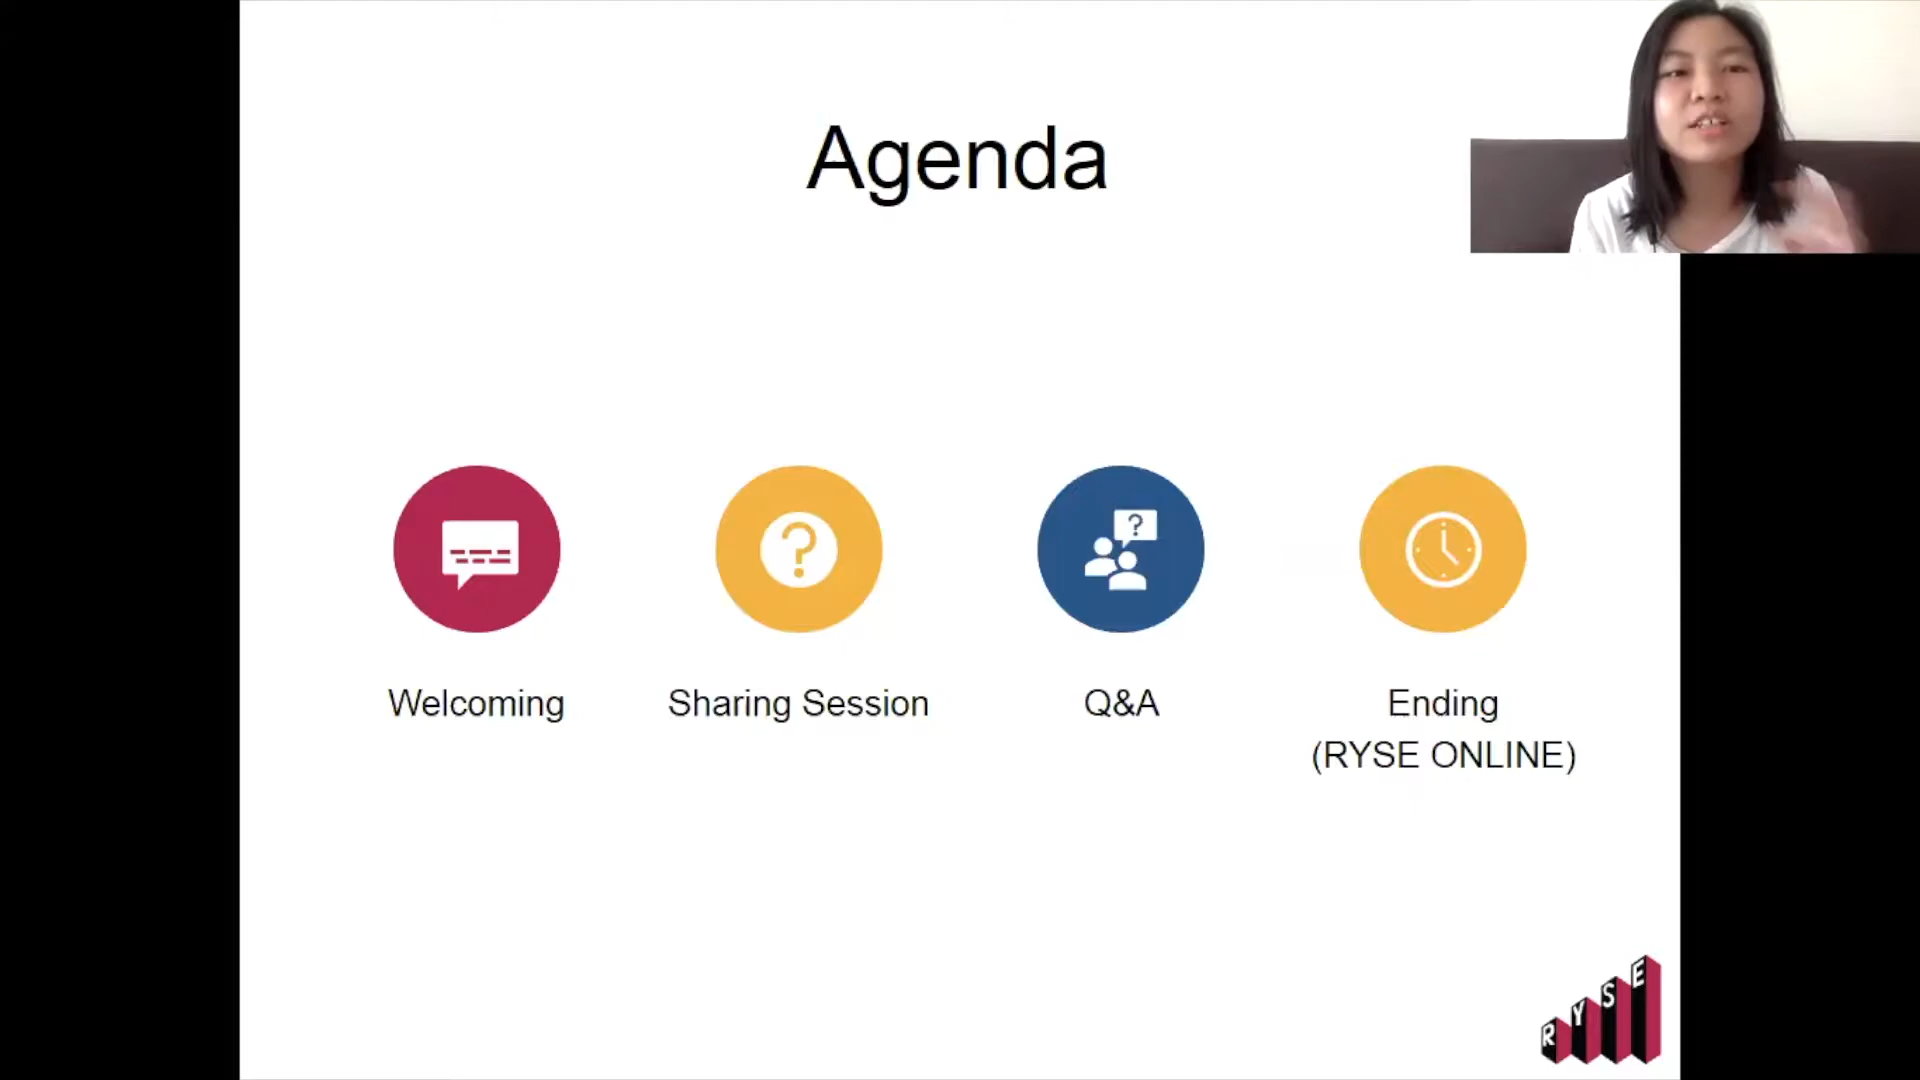 Agenda
Welcoming
Sharing Session
Q&A
Ending
(RYSE ONLINE)
RYSE